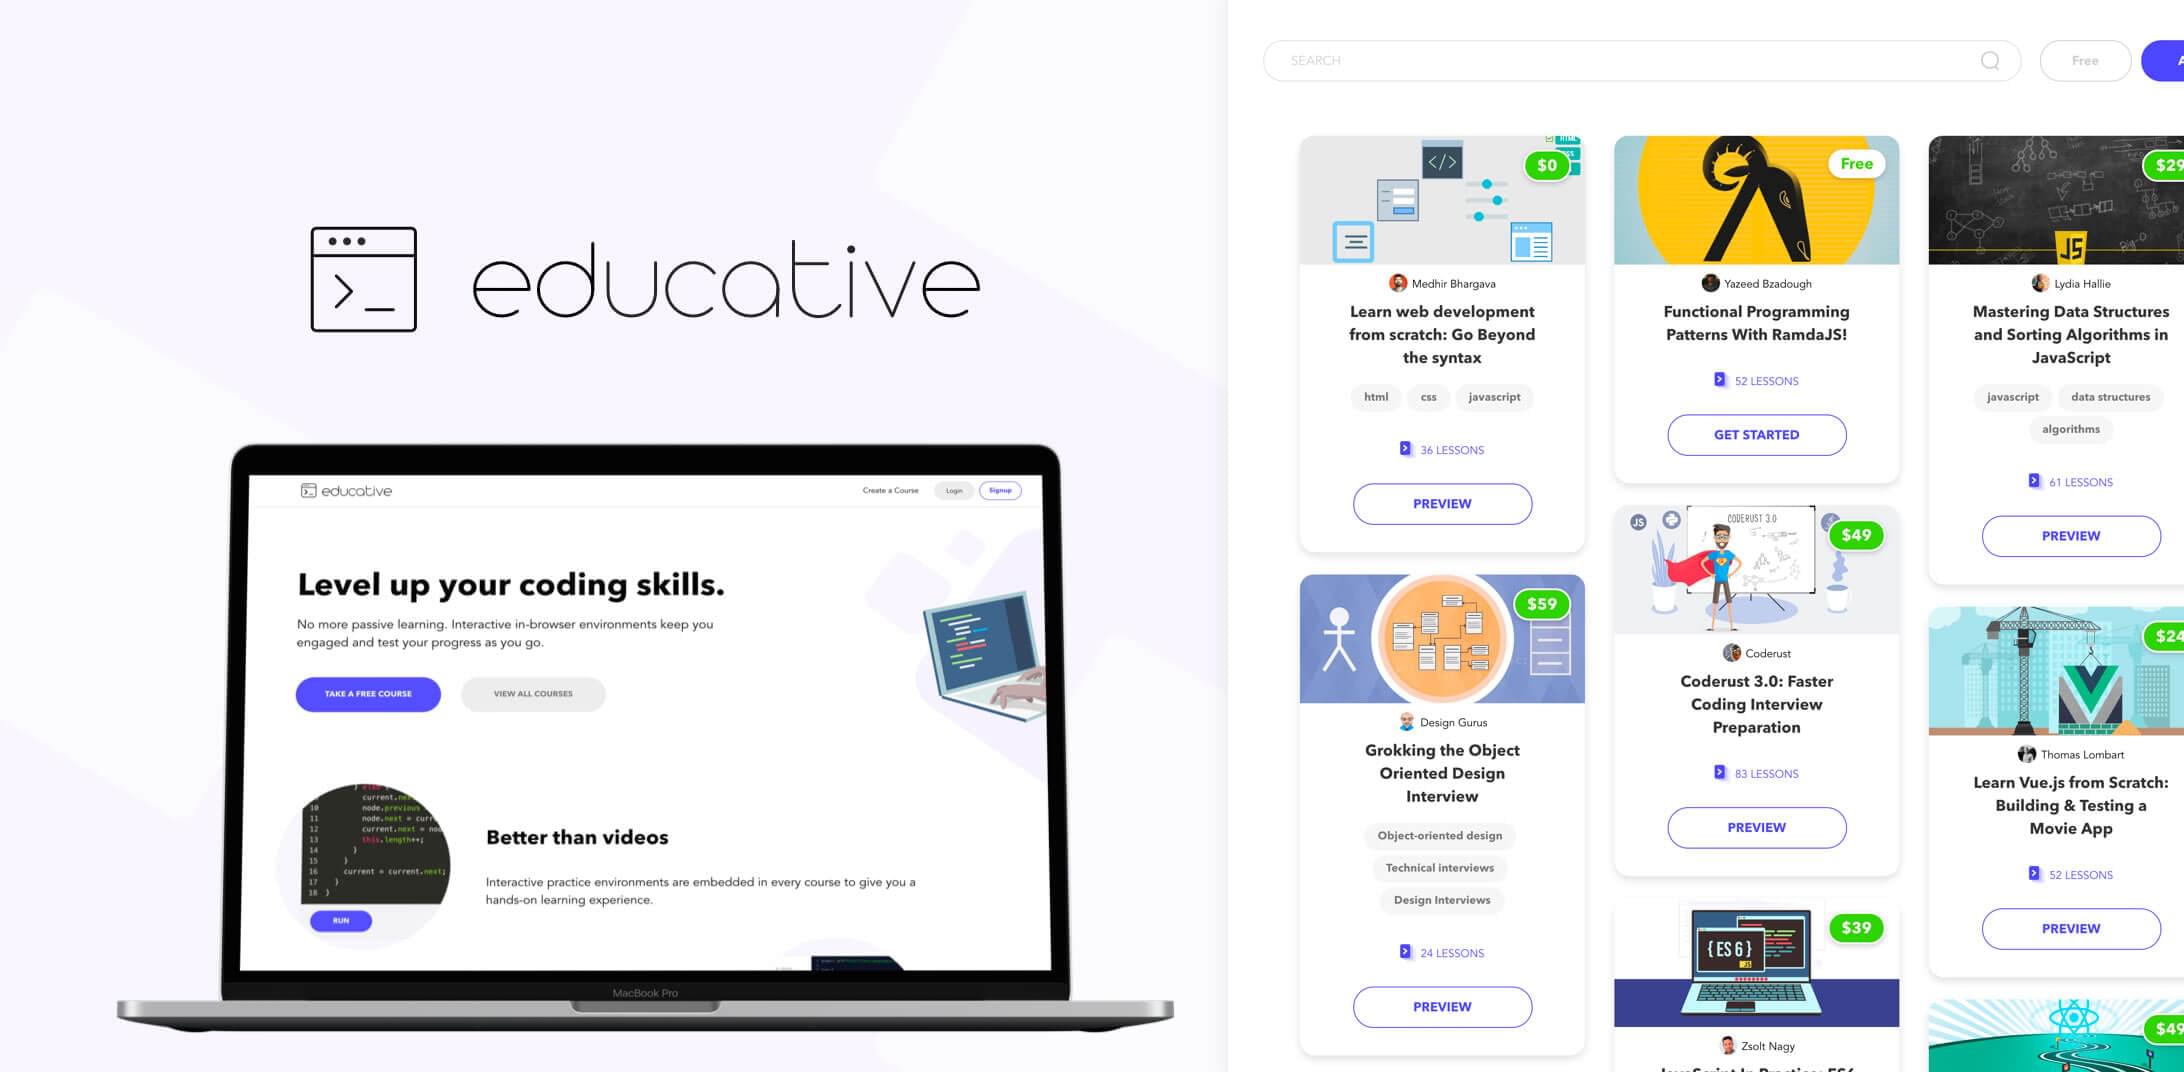 educative
educative
Create a Course
Login
Signup
Level up your coding skills.
No more passive learning. Interactive in-browser environments keep you
engaged and test your progress as you go.
TAKE A FREE COURSE
VIEW ALL COURSES
10
11
12
13
14
15
16
17
18
node.previous
node.next = curr
current.next = no
this.length++;
}
}
current = current.next;
}
}
RUN
Better than videos
Interactive practice environments are embedded in every course to give you a
hands-on learning experience.
MacBook Pro
SEARCH
Free
</>
HTML
$0
Medhir Bhargava
Learn web development
from scratch: Go Beyond
the syntax
html
css
javascript
36 LESSONS
PREVIEW
$59
Design Gurus
Grokking the Object
Oriented Design
Interview
Object-oriented design
Technical interviews
Design Interviews
24 LESSONS
PREVIEW
Free
Yazeed Bzadough
Functional Programming
Patterns With RamdaJS!
52 LESSONS
GET STARTED
JS
CODERUST 3.0
$49
Coderust
Coderust 3.0: Faster
Coding Interview
Preparation
83 LESSONS
PREVIEW
{ES6}
JS
$39
Zsolt Nagy
JavaScript In Practice: ES6
$29
Big-O
JS
Lydia Hallie
Mastering Data Structures
and Sorting Algorithms in
JavaScript
javascript
data structures
algorithms
61 LESSONS
PREVIEW
$24
Thomas Lombart
Learn Vue.js from Scratch:
Building & Testing a
Movie App
52 LESSONS
PREVIEW
$49